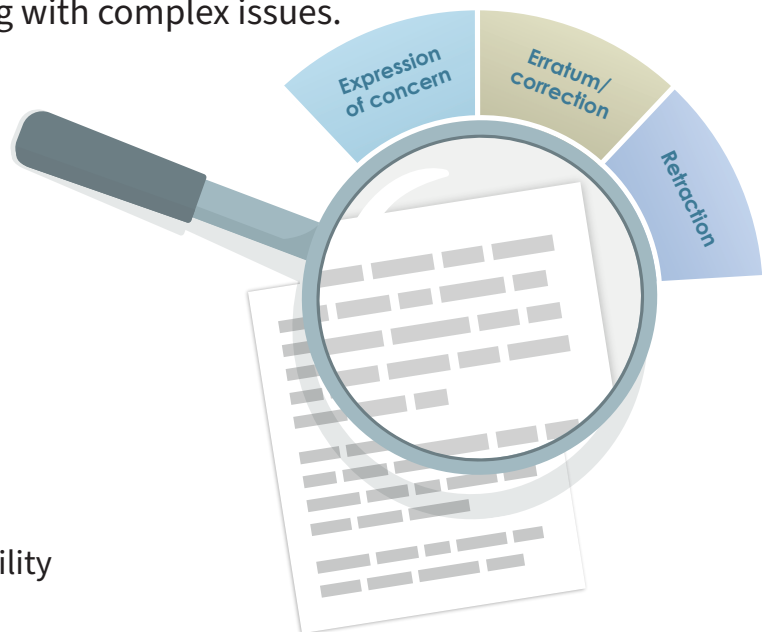 g with complex issues.
Expression
of concern
Erratum/
correction
Retraction
ility